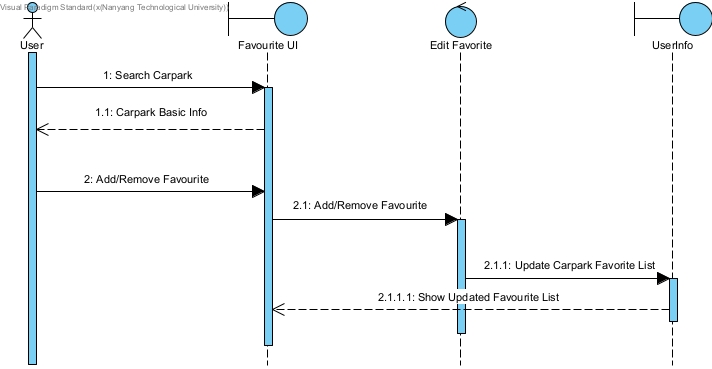 Visual Paradigm Standard(x(Nanyang Technological University))
User
Favourite UI
Edit Favorite
UserInfo
1: Search Carpark
1.1: Carpark Basic Info
2: Add/Remove Favourite
2.1: Add/Remove Favourite
2.1.1: Update Carpark Favorite List
2.1.1.1: Show Updated Favourite List